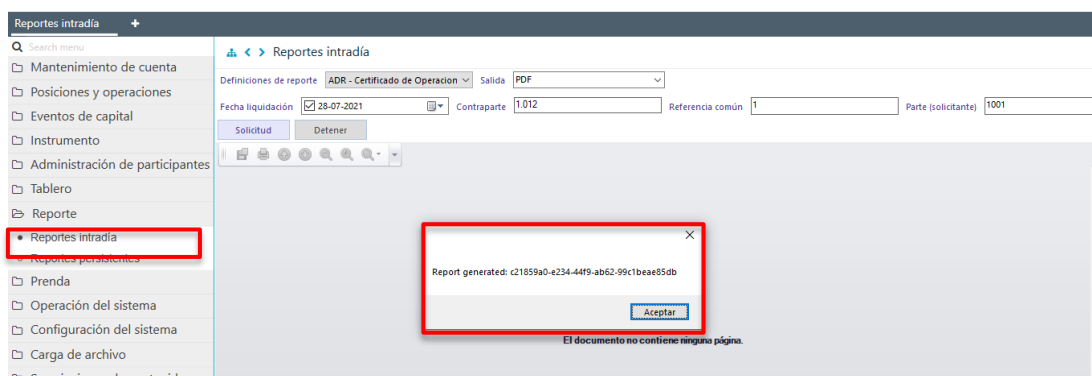 Reportes intradía +
Search menu
Mantenimiento de cuenta
Posiciones y operaciones
Eventos de capital
Instrumento
Administración de participantes
Tablero
Reporte
Reportes intradía
Reportes persistentes
Prenda
Operación del sistema
Configuración del sistema
Carga de archivo
Reportes intradía
Definiciones de reporte ADR - Certificado de Operacion Salida PDF
Fecha liquidación 28-07-2021 Contraparte 1.012 Referencia común 1 Parte (solicitante) 1001
Solicitud Detener
Report generated: c21859a0-e234-44f9-ab62-99c1beae85db
Aceptar
El documento no contiene ninguna página.